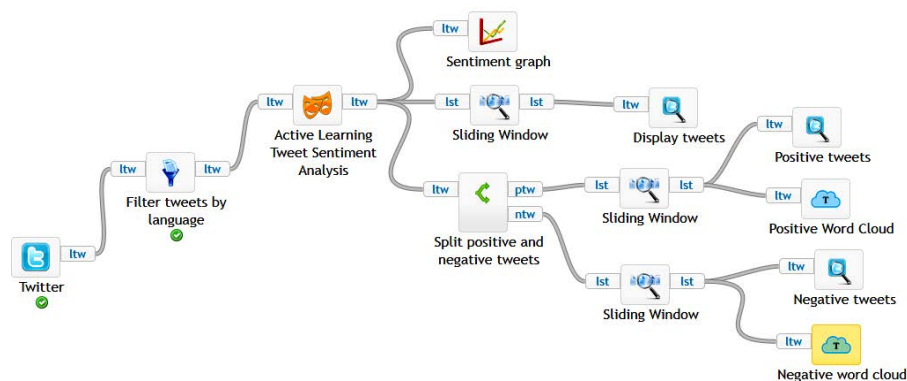 ltw
Sentiment graph
ltw
ltw
Active Learning
Tweet Sentiment
Analysis
lst
lst
Sliding Window
ltw
Display tweets
ltw
Positive tweets
ltw
ltw
Filter tweets by
language
ltw
ptw
ntw
Split positive and
negative tweets
lst
lst
Sliding Window
ltw
T
Positive Word Cloud
ltw
Twitter
lst
lst
Sliding Window
ltw
Negative tweets
ltw
T
Negative word cloud